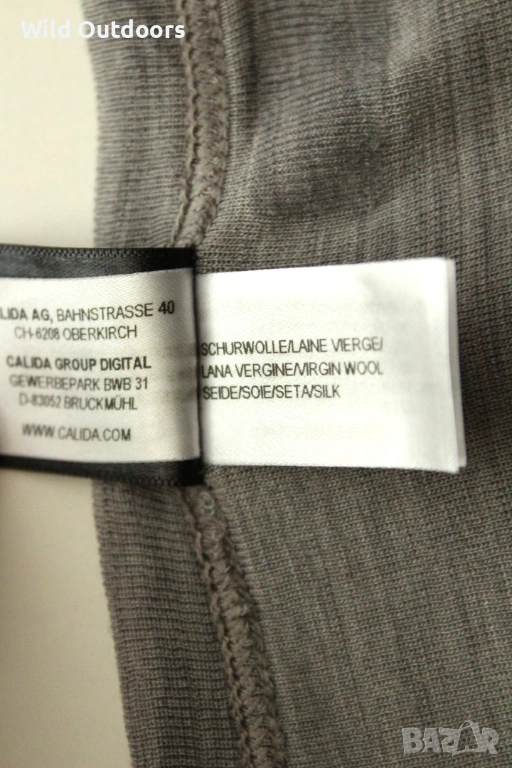 Wild Outdoors
LIDA AG, BAHNSTRASSE 40
CH-6208 OBERKIRCH
CALIDA GROUP DIGITAL
GEWERBEPARK BWB 31
D-83052 BRUCKMÜHL
WWW.CALIDA.COM
SCHURWOLLE/LAINE VIERGE/
LANA VERGINE/VIRGIN WOOL
SEIDE/SOIE/SETA/SILK
BAZAR